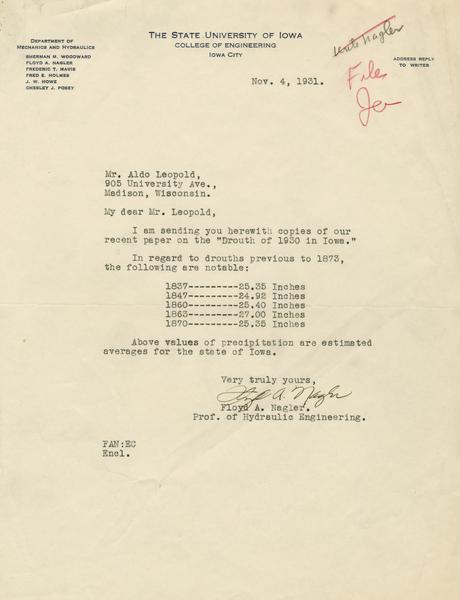 THE STATE UNIVERSITY OF IOWA
COLLEGE OF ENGINEERING
IOWA CITY
DEPARTMENT OF
MECHANICS AND HYDRAULICS
SHERMAN M. WOODWARD
FLOYD A. NAGLER
FREDERIC T. MAVIS
FRED E. HOLMES
J. W. HOWE
CHESLEY J. POSEY
Nagler
ADDRESS REPLY
TO WRITER
File
Nov. 4, 1931.
Mr. Aldo Leopold,
905 University Ave.,
Madison, Wisconsin.
My dear Mr. Leopold,
I am sending you herewith copies of our
recent paper on the "Drouth of 1930 in Iowa."
In regard to drouths previous to 1873,
the following are notable:
1837---------25.35 Inches
1847---------24.92 Inches
1860---------25.40 Inches
1863---------27.00 Inches
1870---------25.35 Inches
Above values of precipitation are estimated
averages for the state of Iowa.
Very truly yours,
Floyd A. Nagler
Floyd A. Nagler.
Prof. of Hydraulic Engineering.
FAN:EC
Encl.